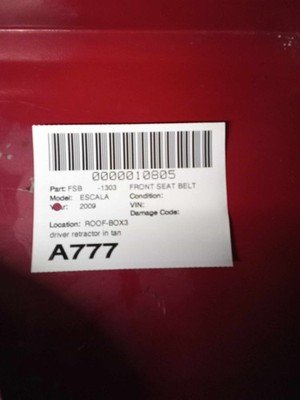 0000010805
Part: FSB -1303 FRONT SEAT BELT
Model: ESCALA Condition:
Year: 2009 VIN:
Damage Code:
Location: ROOF-BOX3
driver retractor in tan
A777